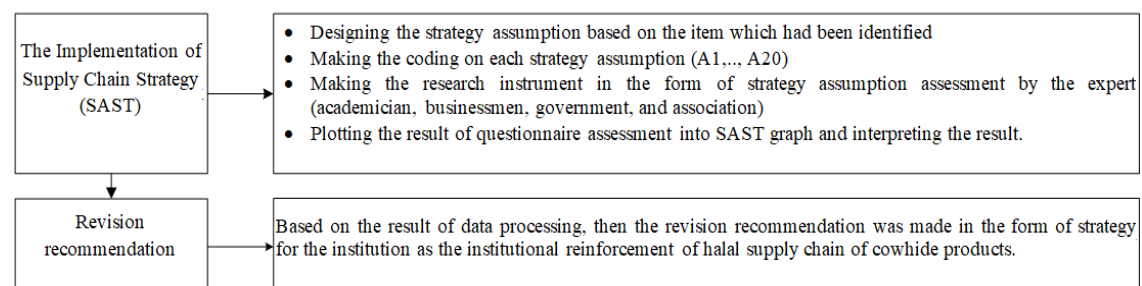 The Implementation of
Supply Chain Strategy
(SAST)
• Designing the strategy assumption based on the item which had been identified
• Making the coding on each strategy assumption (A1,.., A20)
• Making the research instrument in the form of strategy assumption assessment by the expert
(academician, businessmen, government, and association)
• Plotting the result of questionnaire assessment into SAST graph and interpreting the result.
Revision
recommendation
Based on the result of data processing, then the revision recommendation was made in the form of strategy
for the institution as the institutional reinforcement of halal supply chain of cowhide products.